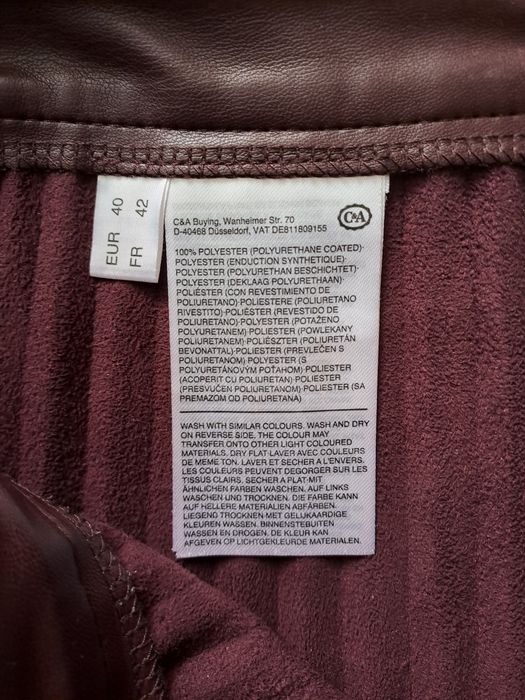 EUR 40
FR 42
C&A Buying, Wanheimer Str. 70
D-40468 Düsseldorf, VAT DE811809155
C&A
100% POLYESTER (POLYURETHANE COATED)·
POLYESTER (ENDUCTION SYNTHETIQUE)·
POLYESTER (POLYURETHAN BESCHICHTET)·
POLYESTER (DEKLAAG POLYURETHAAN)·
POLIÉSTER (CON REVESTIMIENTO DE
POLIURETANO)·POLIESTERE (POLIURETANO
RIVESTITO)·POLIÉSTER (REVESTIDO DE
POLIURETANO)·POLYESTER (POTAŽENO
POLYURETANEM)·POLYESTER (POWLEKANY
POLIURETANEM)·POLIÉSZTER (POLIURETÁN
BEVONATTAL)·POLIESTER (PREVLEČEN S
POLIURETANOM)·POLYESTER (S
POLYURETÁNOVÝM POŤAHOM)·POLIESTER
(ACOPERIT CU POLIURETAN)·POLIESTER
(PRESVUČEN POLIURETANOM)·POLIESTER (SA
PREMAZOM OD POLIURETANA)
WASH WITH SIMILAR COLOURS. WASH AND DRY
ON REVERSE SIDE. THE COLOUR MAY
TRANSFER ONTO OTHER LIGHT COLOURED
MATERIALS. DRY FLAT·LAVER AVEC COULEURS
DE MEME TON. LAVER ET SECHER A L'ENVERS.
LES COULEURS PEUVENT DEGORGER SUR LES
TISSUS CLAIRS. SECHER A PLAT·MIT
ÄHNLICHEN FARBEN WASCHEN. AUF LINKS
WASCHEN UND TROCKNEN. DIE FARBE KANN
AUF HELLERE MATERIALIEN ABFÄRBEN.
LIEGEND TROCKNEN·MET GELIJKAARDIGE
KLEUREN WASSEN. BINNENSTEBUITEN
WASSEN EN DROGEN, DE KLEUR KAN
AFGEVEN OP LICHTGEKLEURDE MATERIALEN.